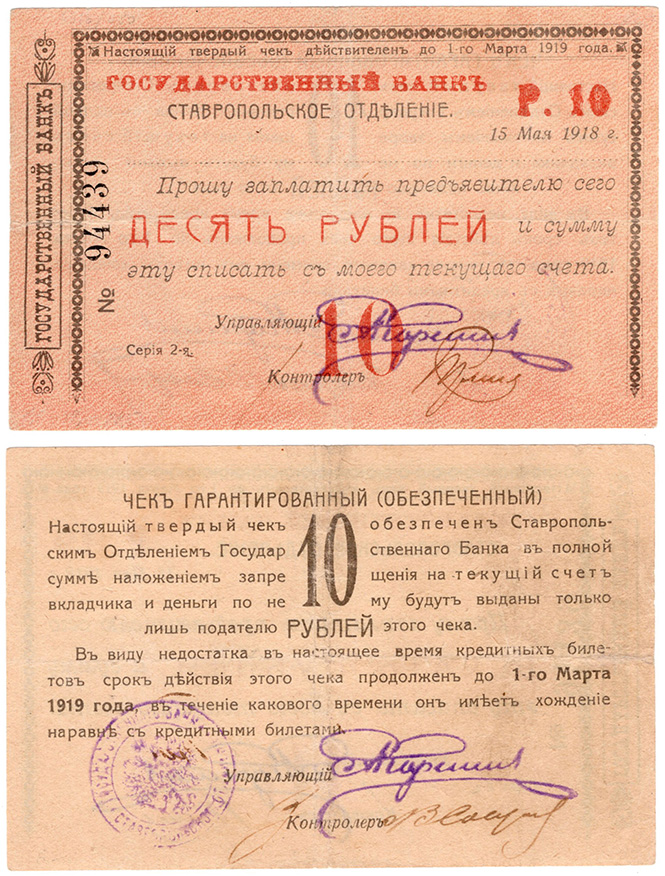 Настоящій твердый чек дѣйствителен до 1-го Марта 1919 года.
ГОСУДАРСТВЕННЫЙ БАНКЪ
ГОСУДАРСТВЕННЫЙ БАНКЪ
СТАВРОПОЛЬСКОЕ ОТДѢЛЕНІЕ.
Р. 10
15 Мая 1918 г.
№ 94439
Прошу заплатить предъявителю сего
ДЕСЯТЬ РУБЛЕЙ и сумму
эту списать съ моего текущаго счета.
10
Управляющій
Серія 2-я.
Контролеръ
ЧЕКЪ ГАРАНТИРОВАННЫЙ (ОБЕЗПЕЧЕННЫЙ)
Настоящій твердый чекъ 10 обезпеченъ Ставрополь-
скимъ Отдѣленіемъ Государ ственнаго Банка въ полной
суммѣ наложеніемъ запре щенія на текущій счетъ
вкладчика и деньги по не му будутъ выданы только
лишь подателю РУБЛЕЙ этого чека.
Въ виду недостатка въ настоящее время кредитныхъ биле-
товъ срокъ дѣйствія этого чека продолженъ до 1-го Марта
1919 года, въ теченіе каковаго времени онъ имѣетъ хожденіе
наравнѣ съ кредитными билетами.
Управляющій
Контролеръ